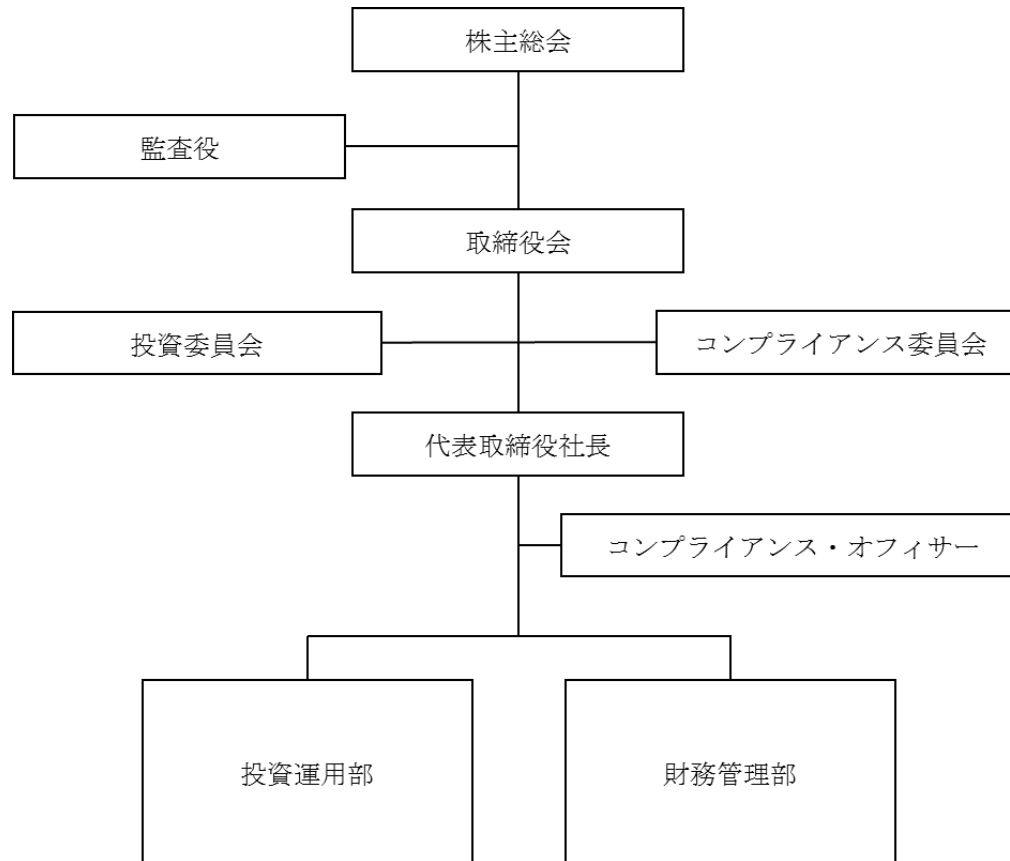 株主総会
監査役
取締役会
投資委員会
コンプライアンス委員会
代表取締役社長
コンプライアンス・オフィサー
投資運用部
財務管理部